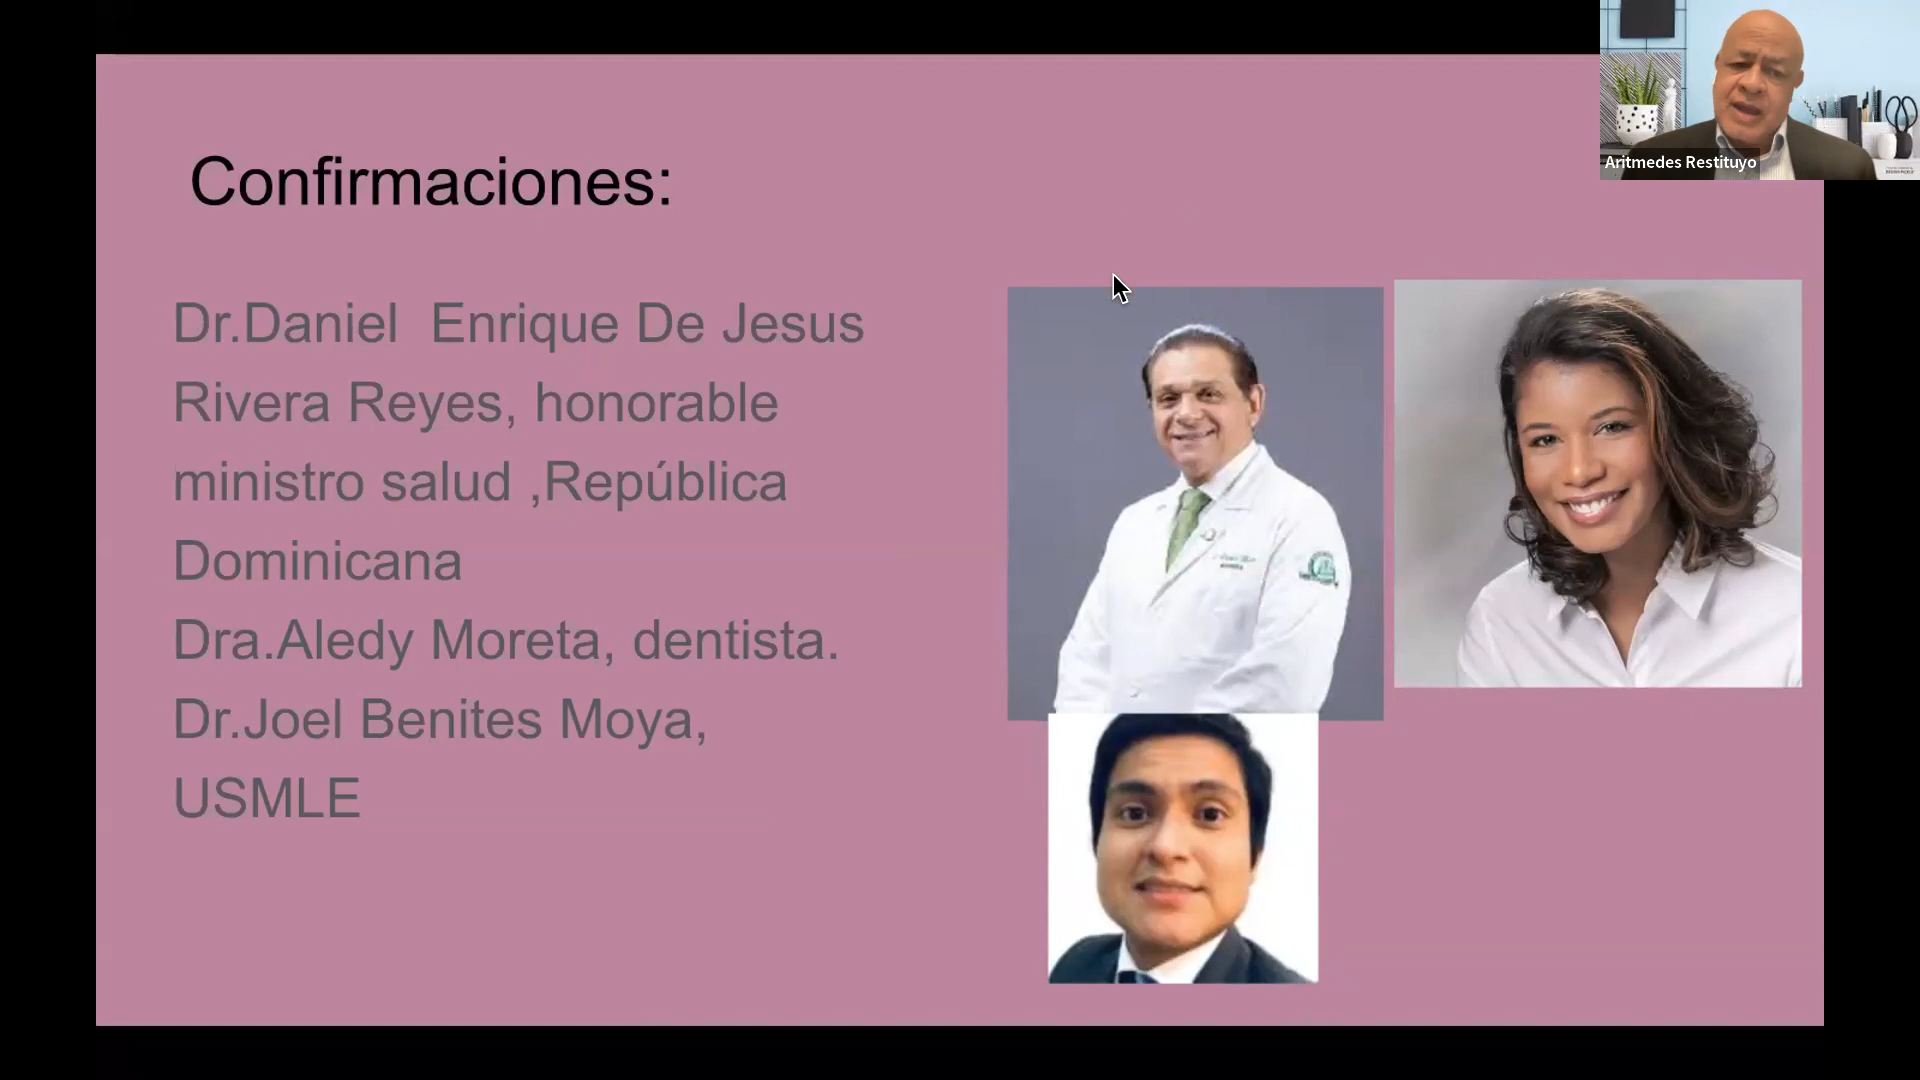 Confirmaciones:
Dr.Daniel  Enrique De Jesus
Rivera Reyes, honorable
ministro salud ,República
Dominicana
Dra.Aledy Moreta, dentista.
Dr.Joel Benites Moya,
USMLE
Aritmedes Restituyo